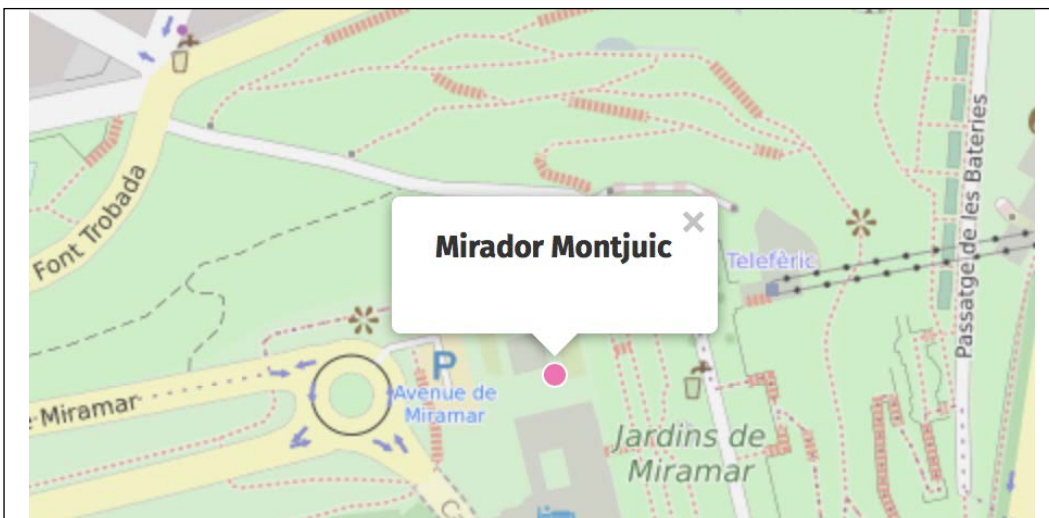 Mirador Montjuic
×
Font Trobada
Telefèric
Passatge de les Bateries
P
Avenue de
Miramar
Miramar
Jardins de
Miramar